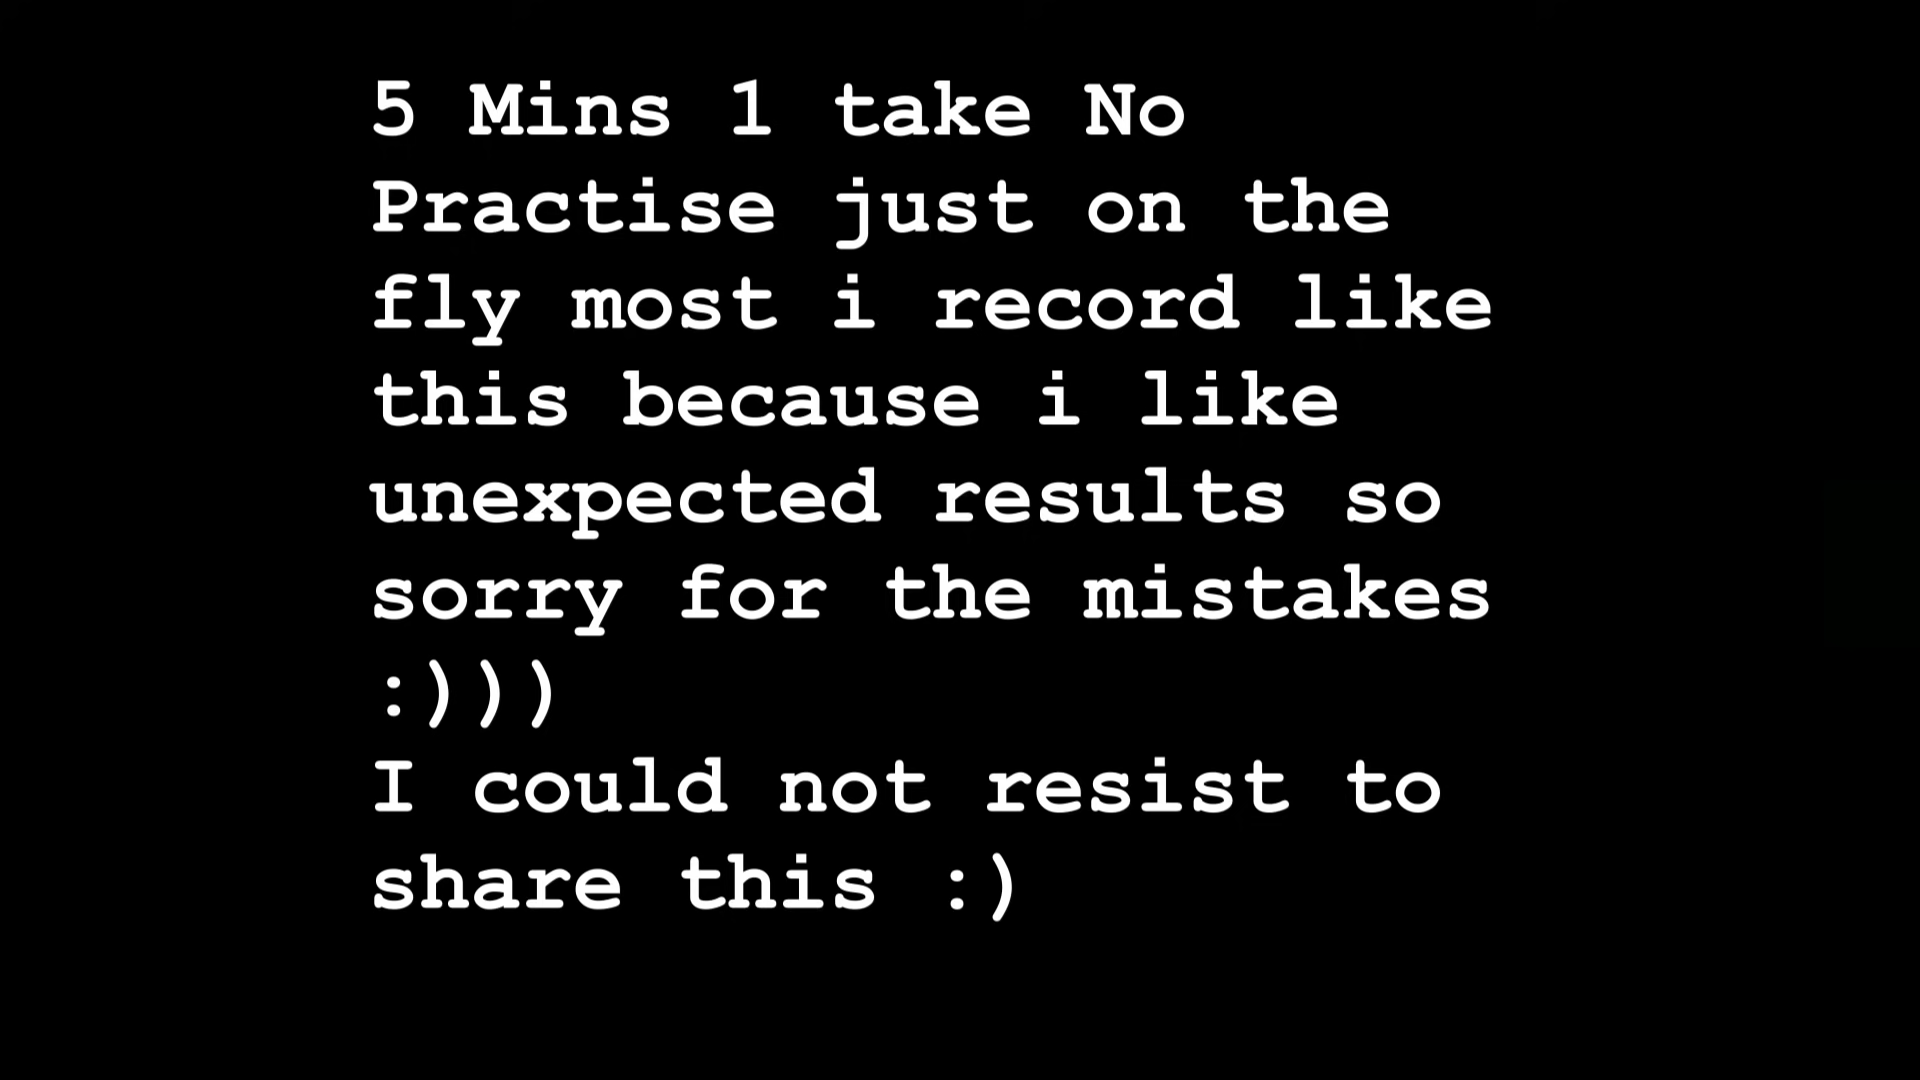 5 Mins 1 take No
Practise just on the
fly most i record like
this because i like
unexpected results so
sorry for the mistakes
:)))
I could not resist to
share this :)